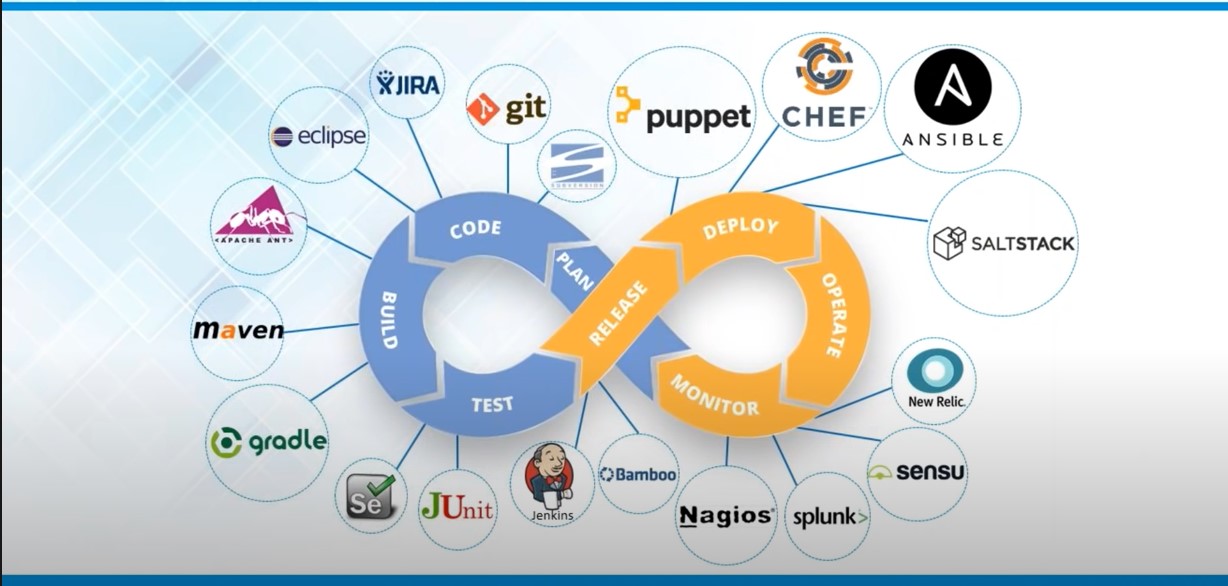 JIRA
git
eclipse
SUBVERSION
puppet
CHEF™
ANSIBLE
<APACHE ANT>
SALTSTACK
CODE
PLAN
DEPLOY
BUILD
RELEASE
OPERATE
maven
TEST
MONITOR
New Relic.
gradle
Se
JUnit
Jenkins
Bamboo
Nagios®
splunk>
sensu